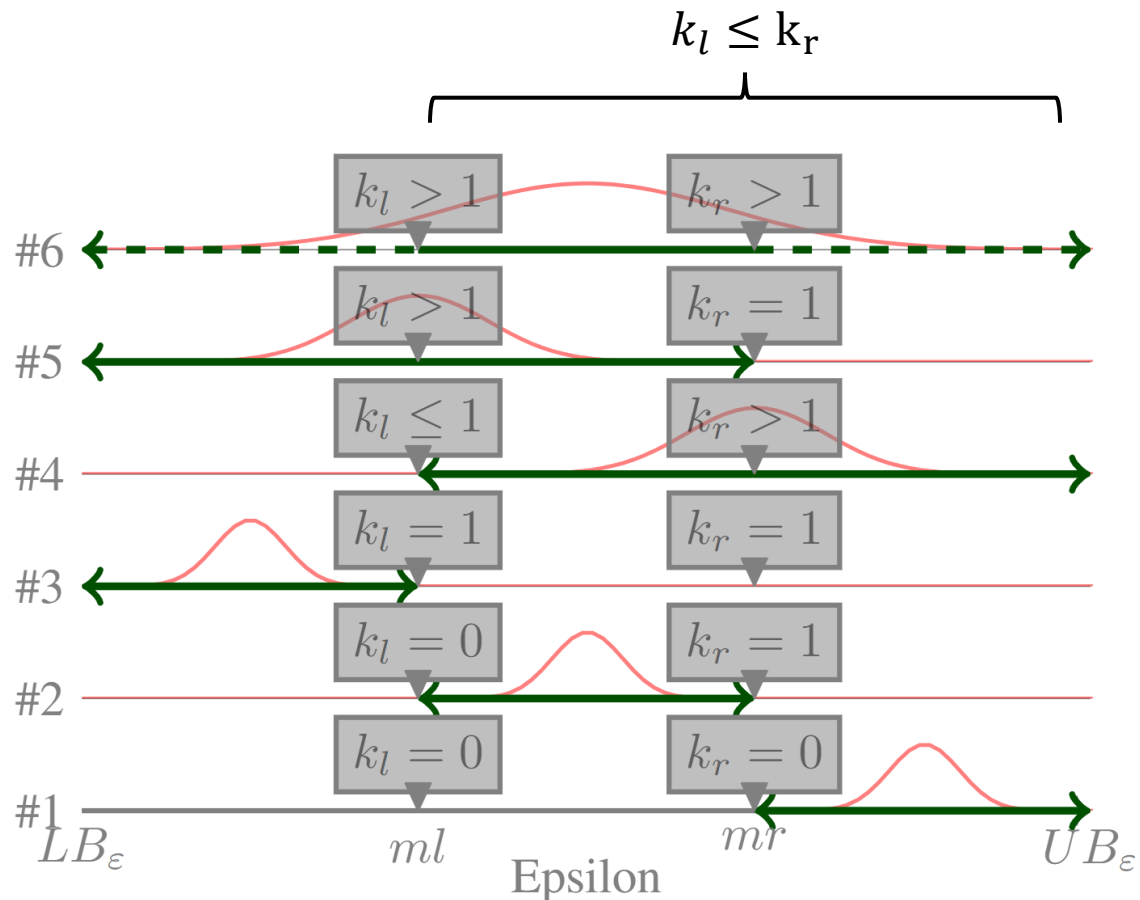 k_l ≤ k_r
k_l > 1 k_r > 1
#6
k_l > 1 k_r = 1
#5
k_l ≤ 1 k_r > 1
#4
k_l = 1 k_r = 1
#3
k_l = 0 k_r = 1
#2
k_l = 0 k_r = 0
#1
LB_ε ml mr UB_ε
Epsilon